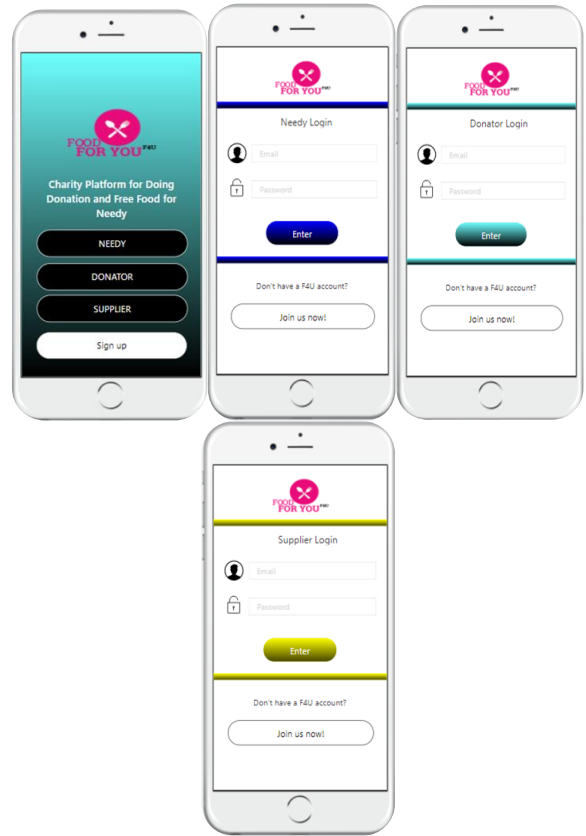 FOOD
FOR YOU F4U
Charity Platform for Doing
Donation and Free Food for
Needy
NEEDY
DONATOR
SUPPLIER
Sign up
FOOD
FOR YOU F4U
Needy Login
Email
Password
Enter
Don't have a F4U account?
Join us now!
FOOD
FOR YOU F4U
Donator Login
Email
Password
Enter
Don't have a F4U account?
Join us now!
FOOD
FOR YOU F4U
Supplier Login
Email
Password
Enter
Don't have a F4U account?
Join us now!